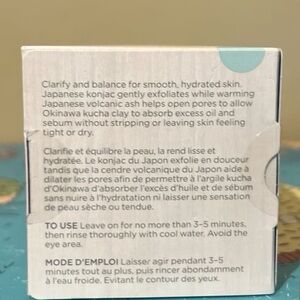 Clarify and balance for smooth, hydrated skin.
Japanese konjac gently exfoliates while warming
Japanese volcanic ash helps open pores to allow
Okinawa kucha clay to absorb excess oil and
sebum without stripping or leaving skin feeling
tight or dry.
Clarifie et équilibre la peau, la rend lisse et
hydratée. Le konjac du Japon exfolie en douceur
tandis que la cendre volcanique du Japon aide à
dilater les pores afin de permettre à l'argile kucha
d'Okinawa d'absorber l'excès d'huile et de sébum
sans nuire à l'hydratation ni laisser une sensation
de peau sèche ou tendue.
TO USE Leave on for no more than 3–5 minutes,
then rinse thoroughly with cool water. Avoid the
eye area.
MODE D'EMPLOI Laisser agir pendant 3–5
minutes tout au plus, puis rincer abondamment
à l'eau froide. Évitez le contour des yeux.